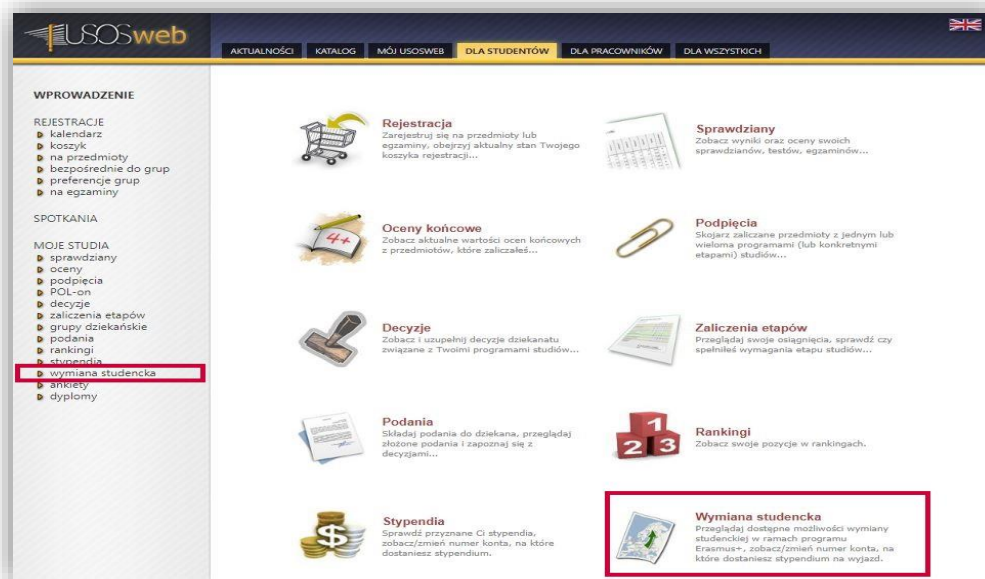 USOSweb
AKTUALNOŚCI KATALOG MÓJ USOSWEB DLA STUDENTÓW DLA PRACOWNIKÓW DLA WSZYSTKICH
WPROWADZENIE
REJESTRACJE
kalendarz
koszyk
na przedmioty
bezpośrednie do grup
preferencje grup
na egzaminy
SPOTKANIA
MOJE STUDIA
sprawdziany
oceny
podpięcia
POL-on
decyzje
zaliczenia etapów
grupy dziekańskie
podania
rankingi
stypendia
wymiana studencka
ankiety
dyplomy
Rejestracja
Zarejestruj się na przedmioty lub
egzaminy, obejrzyj aktualny stan Twojego
koszyka rejestracji...
Sprawdziany
Zobacz wyniki oraz oceny swoich
sprawdzianów, testów, egzaminów...
4+
Oceny końcowe
Zobacz aktualne wartości ocen końcowych
z przedmiotów, które zaliczałeś...
Podpięcia
Skojarz zaliczane przedmioty z jednym lub
wieloma programami (lub konkretnymi
etapami) studiów...
Decyzje
Zobacz i uzupełnij decyzje dziekanatu
związane z Twoimi programami studiów...
Zaliczenia etapów
Przeglądaj swoje osiągnięcia, sprawdź czy
spełniłeś wymagania etapu studiów...
Podania
Składaj podania do dziekana, przeglądaj
złożone podania i zapoznaj się z
decyzjami...
1
2 3
Rankingi
Zobacz swoje pozycje w rankingach.
$
Stypendia
Sprawdź przyznane Ci stypendia,
zobacz/zmień numer konta, na które
dostaniesz stypendium.
Wymiana studencka
Przeglądaj dostępne możliwości wymiany
studenckiej w ramach programu
Erasmus+, zobacz/zmień numer konta, na
które dostaniesz stypendium na wyjazd.